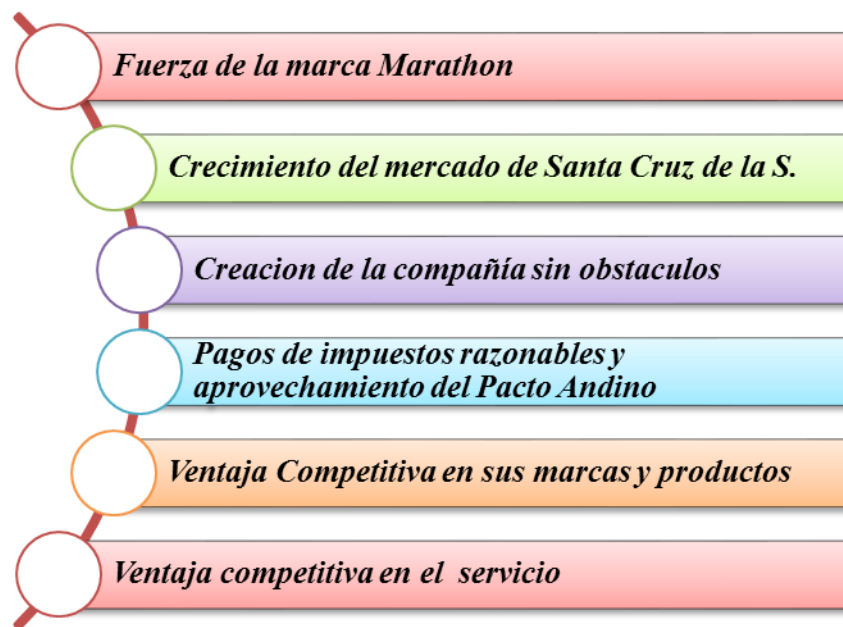 Fuerza de la marca Marathon
Crecimiento del mercado de Santa Cruz de la S.
Creacion de la compañía sin obstaculos
Pagos de impuestos razonables y
aprovechamiento del Pacto Andino
Ventaja Competitiva en sus marcas y productos
Ventaja competitiva en el servicio